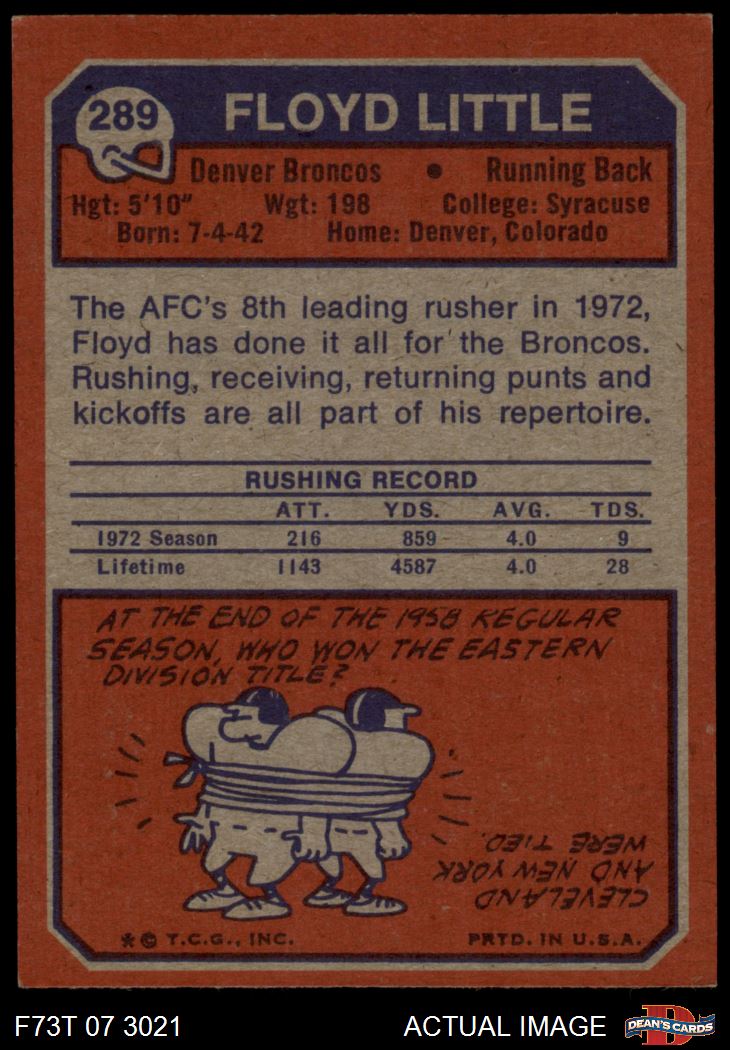 289
FLOYD LITTLE
Denver Broncos • Running Back
Hgt: 5'10" Wgt: 198 College: Syracuse
Born: 7-4-42 Home: Denver, Colorado
The AFC's 8th leading rusher in 1972,
Floyd has done it all for the Broncos.
Rushing, receiving, returning punts and
kickoffs are all part of his repertoire.
RUSHING RECORD
ATT. YDS. AVG. TDS.
1972 Season 216 859 4.0 9
Lifetime 1143 4587 4.0 28
AT THE END OF THE 1958 REGULAR
SEASON, WHO WON THE EASTERN
DIVISION TITLE?
CLEVELAND
AND NEW YORK
WERE TIED.
* © T.C.G., INC. PRTD. IN U.S.A.
F73T 07 3021 ACTUAL IMAGE
D
DEAN'S CARDS